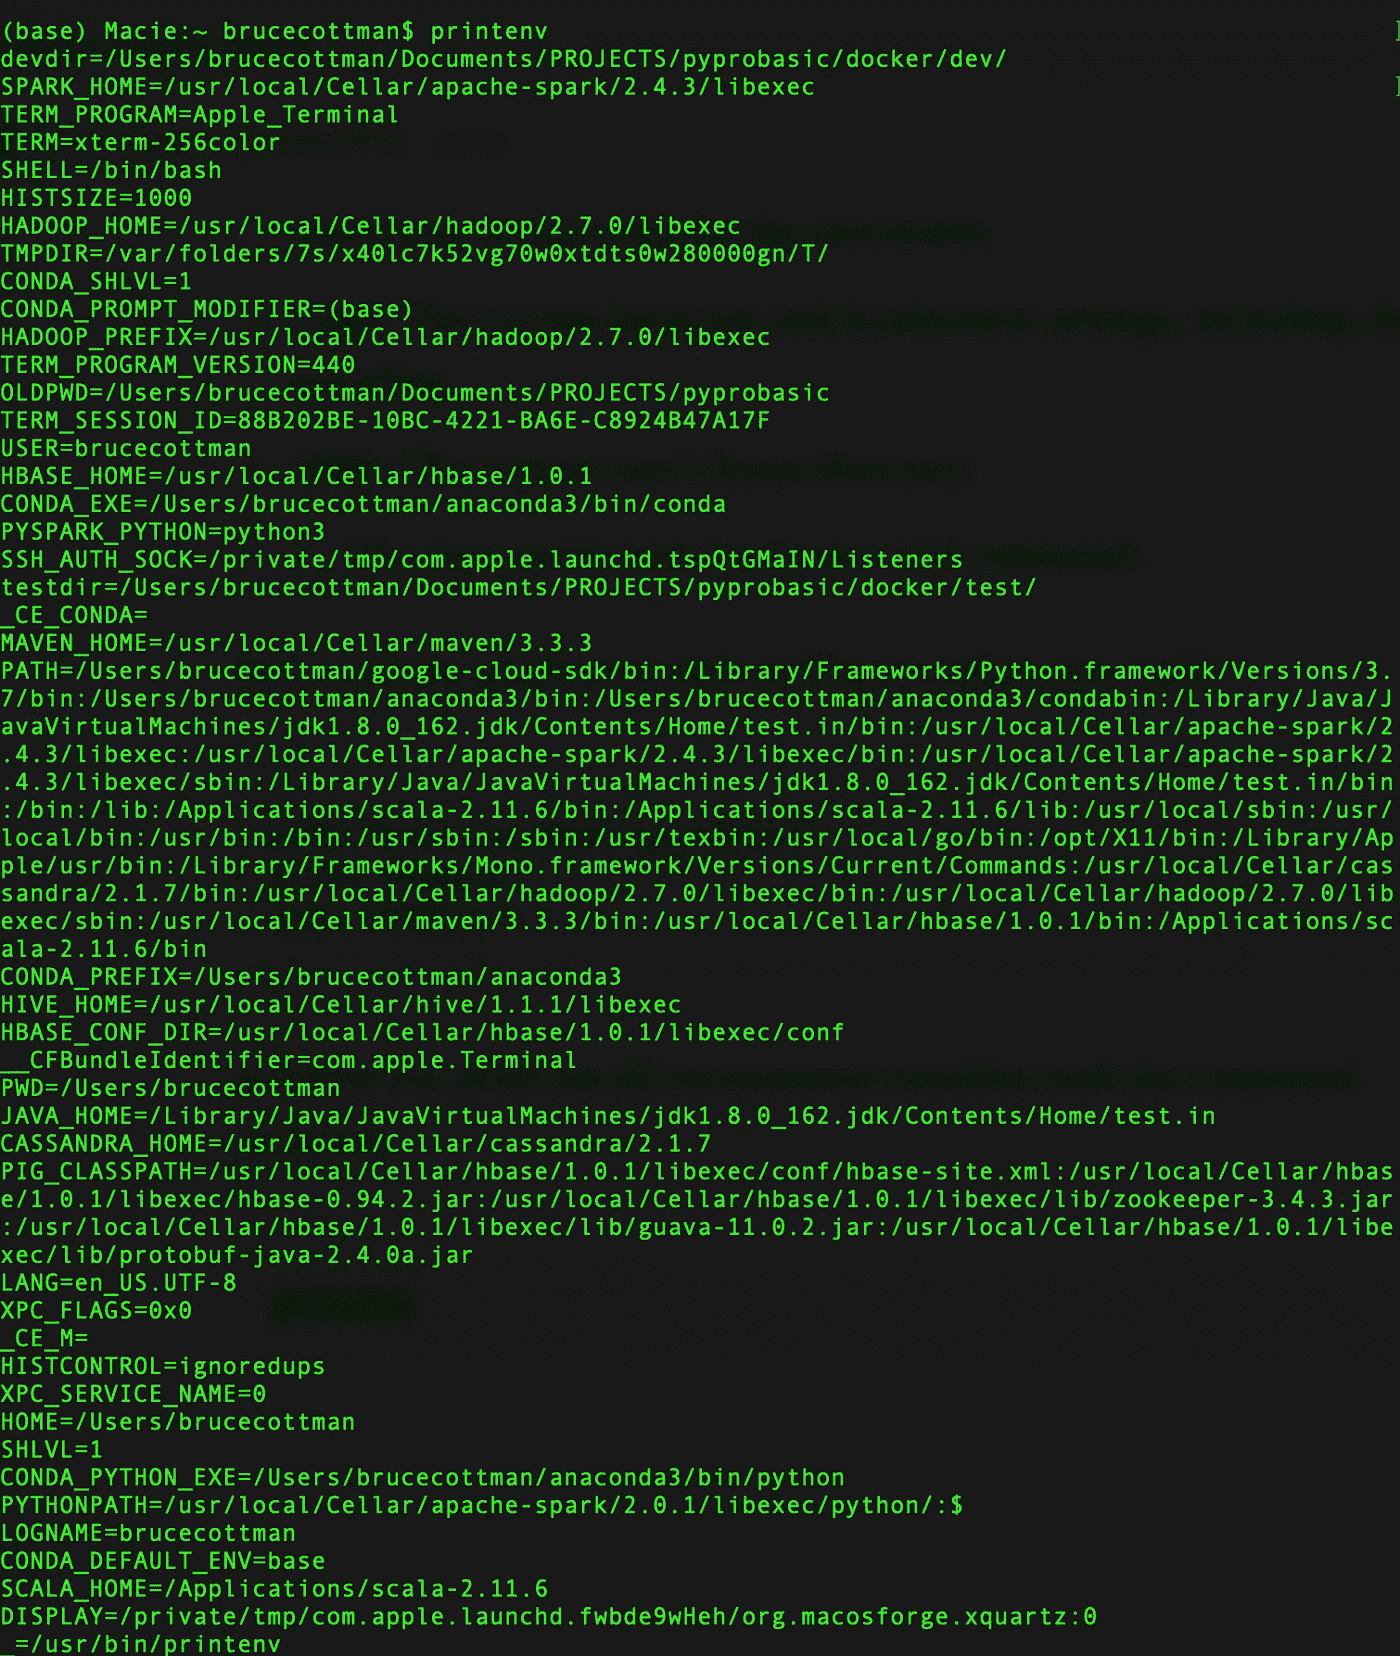 (base) Macie:~ brucecottman$ printenv
devdir=/Users/brucecottman/Documents/PROJECTS/pyprobasic/docker/dev/
SPARK_HOME=/usr/local/Cellar/apache-spark/2.4.3/libexec
TERM_PROGRAM=Apple_Terminal
TERM=xterm-256color
SHELL=/bin/bash
HISTSIZE=1000
HADOOP_HOME=/usr/local/Cellar/hadoop/2.7.0/libexec
TMPDIR=/var/folders/7s/x40lc7k52vg70w0xtdts0w280000gn/T/
CONDA_SHLVL=1
CONDA_PROMPT_MODIFIER=(base)
HADOOP_PREFIX=/usr/local/Cellar/hadoop/2.7.0/libexec
TERM_PROGRAM_VERSION=440
OLDPWD=/Users/brucecottman/Documents/PROJECTS/pyprobasic
TERM_SESSION_ID=88B202BE-10BC-4221-BA6E-C8924B47A17F
USER=brucecottman
HBASE_HOME=/usr/local/Cellar/hbase/1.0.1
CONDA_EXE=/Users/brucecottman/anaconda3/bin/conda
PYSPARK_PYTHON=python3
SSH_AUTH_SOCK=/private/tmp/com.apple.launchd.tspQtGMaIN/Listeners
testdir=/Users/brucecottman/Documents/PROJECTS/pyprobasic/docker/test/
_CE_CONDA=
MAVEN_HOME=/usr/local/Cellar/maven/3.3.3
PATH=/Users/brucecottman/google-cloud-sdk/bin:/Library/Frameworks/Python.framework/Versions/3.
7/bin:/Users/brucecottman/anaconda3/bin:/Users/brucecottman/anaconda3/condabin:/Library/Java/J
avaVirtualMachines/jdk1.8.0_162.jdk/Contents/Home/test.in/bin:/usr/local/Cellar/apache-spark/2
.4.3/libexec:/usr/local/Cellar/apache-spark/2.4.3/libexec/bin:/usr/local/Cellar/apache-spark/2
.4.3/libexec/sbin:/Library/Java/JavaVirtualMachines/jdk1.8.0_162.jdk/Contents/Home/test.in/bin
:/bin:/lib:/Applications/scala-2.11.6/bin:/Applications/scala-2.11.6/lib:/usr/local/sbin:/usr/
local/bin:/usr/bin:/bin:/usr/sbin:/sbin:/usr/texbin:/usr/local/go/bin:/opt/X11/bin:/Library/Ap
ple/usr/bin:/Library/Frameworks/Mono.framework/Versions/Current/Commands:/usr/local/Cellar/cas
sandra/2.1.7/bin:/usr/local/Cellar/hadoop/2.7.0/libexec/bin:/usr/local/Cellar/hadoop/2.7.0/lib
exec/sbin:/usr/local/Cellar/maven/3.3.3/bin:/usr/local/Cellar/hbase/1.0.1/bin:/Applications/sc
ala-2.11.6/bin
CONDA_PREFIX=/Users/brucecottman/anaconda3
HIVE_HOME=/usr/local/Cellar/hive/1.1.1/libexec
HBASE_CONF_DIR=/usr/local/Cellar/hbase/1.0.1/libexec/conf
__CFBundleIdentifier=com.apple.Terminal
PWD=/Users/brucecottman
JAVA_HOME=/Library/Java/JavaVirtualMachines/jdk1.8.0_162.jdk/Contents/Home/test.in
CASSANDRA_HOME=/usr/local/Cellar/cassandra/2.1.7
PIG_CLASSPATH=/usr/local/Cellar/hbase/1.0.1/libexec/conf/hbase-site.xml:/usr/local/Cellar/hbas
e/1.0.1/libexec/hbase-0.94.2.jar:/usr/local/Cellar/hbase/1.0.1/libexec/lib/zookeeper-3.4.3.jar
:/usr/local/Cellar/hbase/1.0.1/libexec/lib/guava-11.0.2.jar:/usr/local/Cellar/hbase/1.0.1/libe
xec/lib/protobuf-java-2.4.0a.jar
LANG=en_US.UTF-8
XPC_FLAGS=0x0
_CE_M=
HISTCONTROL=ignoredups
XPC_SERVICE_NAME=0
HOME=/Users/brucecottman
SHLVL=1
CONDA_PYTHON_EXE=/Users/brucecottman/anaconda3/bin/python
PYTHONPATH=/usr/local/Cellar/apache-spark/2.0.1/libexec/python/:$
LOGNAME=brucecottman
CONDA_DEFAULT_ENV=base
SCALA_HOME=/Applications/scala-2.11.6
DISPLAY=/private/tmp/com.apple.launchd.fwbde9wHeh/org.macosforge.xquartz:0
_=/usr/bin/printenv